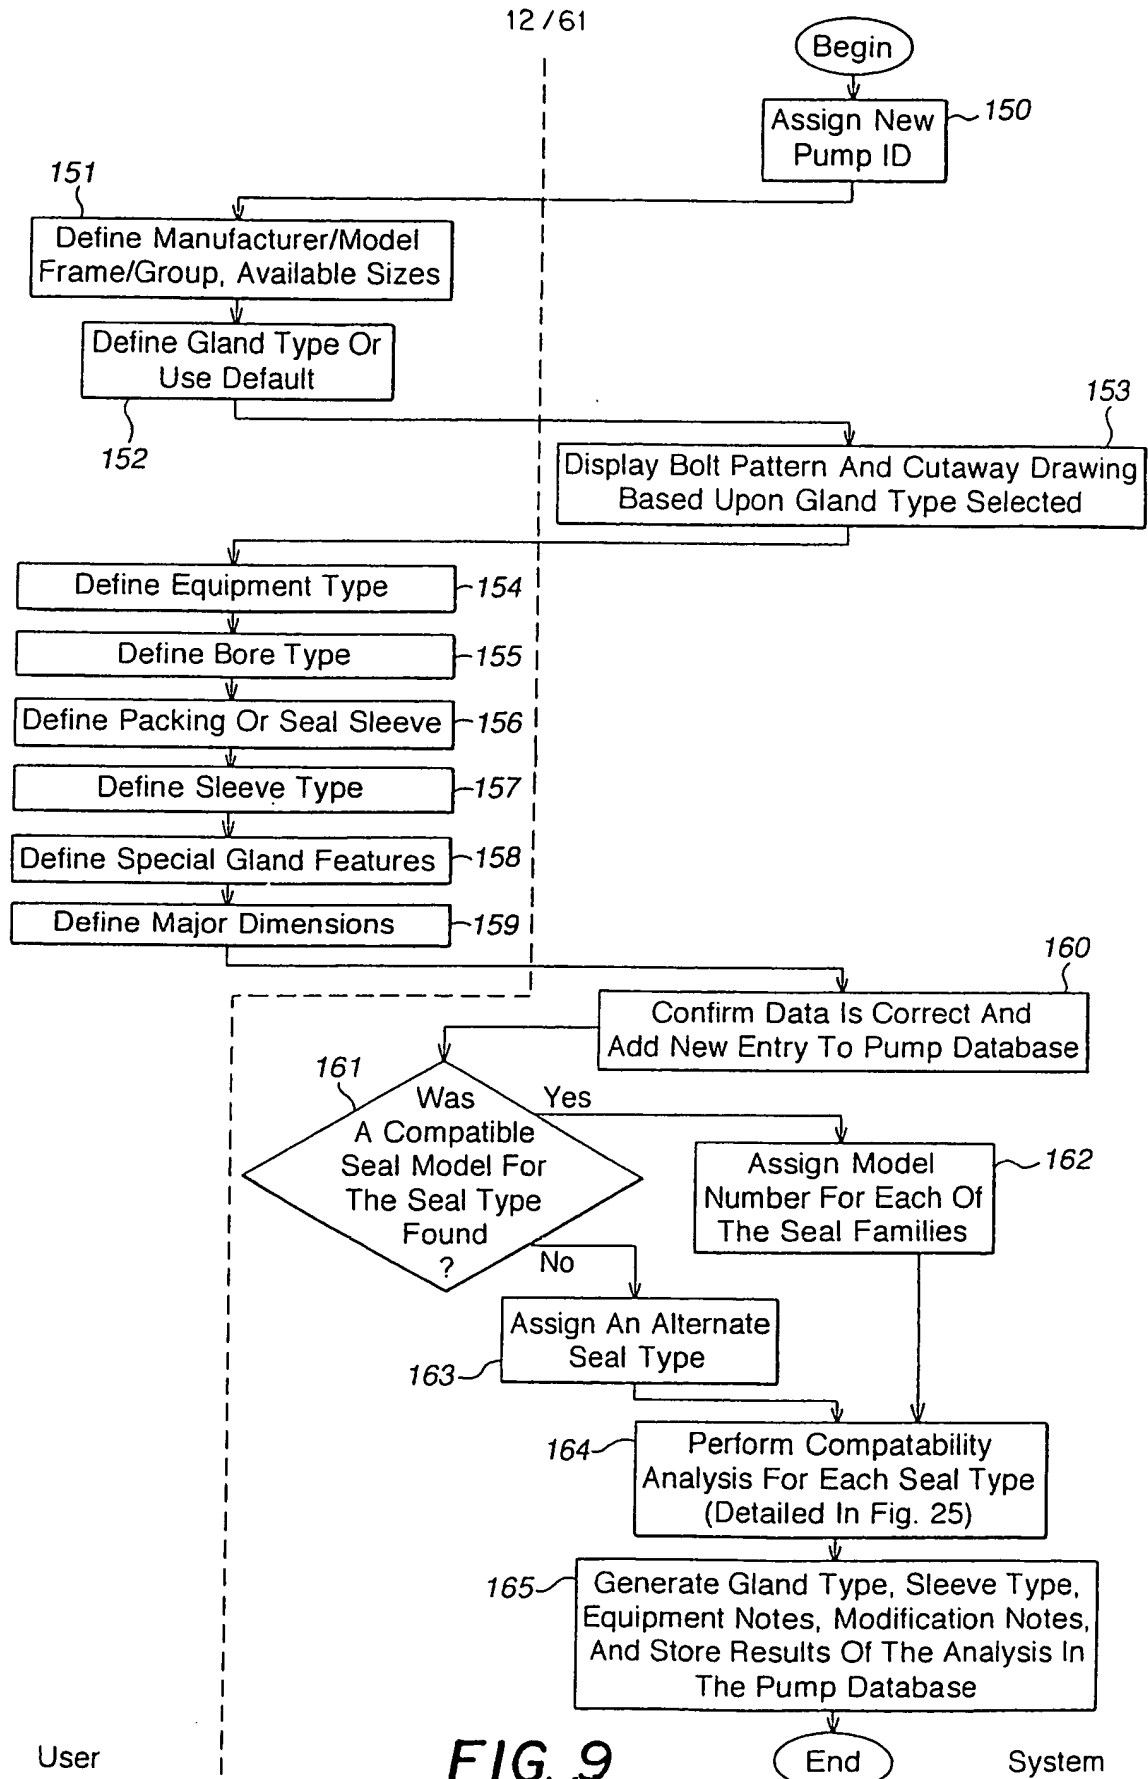 12/61
Begin
Assign New
Pump ID
150
151
Define Manufacturer/Model
Frame/Group, Available Sizes
Define Gland Type Or
Use Default
152
153
Display Bolt Pattern And Cutaway Drawing
Based Upon Gland Type Selected
Define Equipment Type
154
Define Bore Type
155
Define Packing Or Seal Sleeve
156
Define Sleeve Type
157
Define Special Gland Features
158
Define Major Dimensions
159
160
Confirm Data Is Correct And
Add New Entry To Pump Database
161
Was
A Compatible
Seal Model For
The Seal Type
Found
?
Yes
Assign Model
Number For Each Of
The Seal Families
162
No
Assign An Alternate
Seal Type
163
164
Perform Compatability
Analysis For Each Seal Type
(Detailed In Fig. 25)
165
Generate Gland Type, Sleeve Type,
Equipment Notes, Modification Notes,
And Store Results Of The Analysis In
The Pump Database
User
FIG. 9
End
System